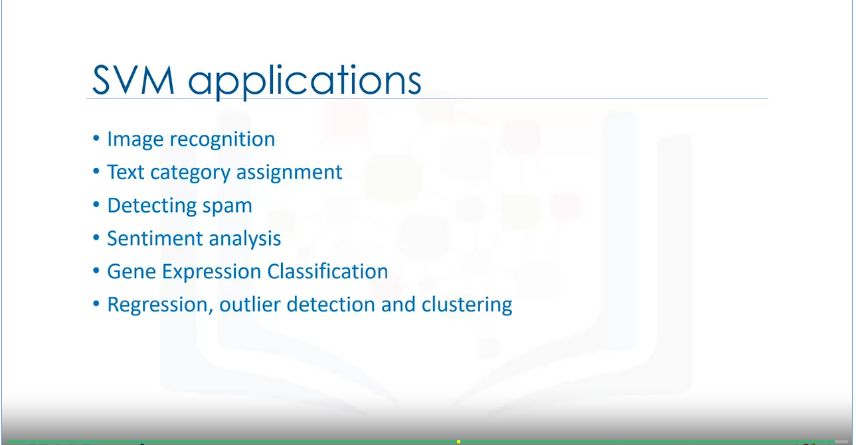 SVM applications
• Image recognition
• Text category assignment
• Detecting spam
• Sentiment analysis
• Gene Expression Classification
• Regression, outlier detection and clustering